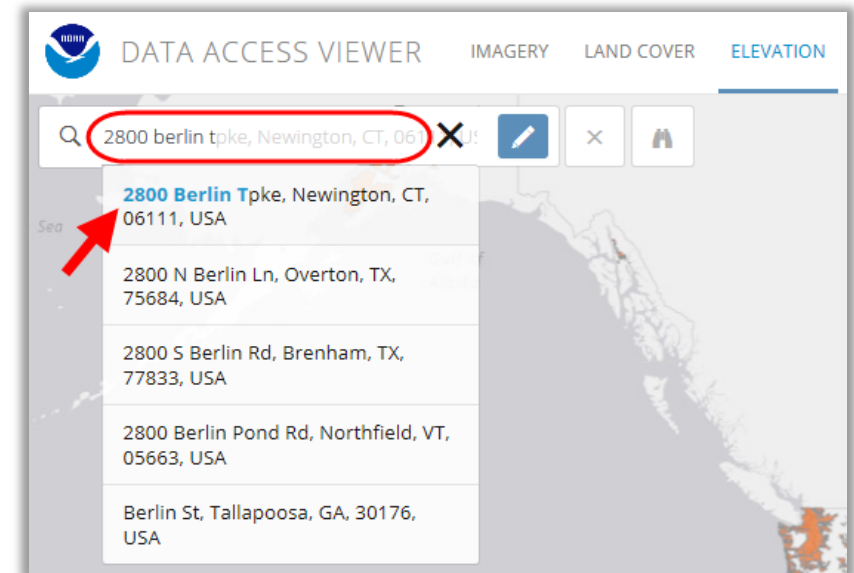 NOAA
DATA ACCESS VIEWER IMAGERY LAND COVER ELEVATION
2800 berlin tpke, Newington, CT, 061
2800 Berlin Tpke, Newington, CT,
06111, USA
Sea
2800 N Berlin Ln, Overton, TX,
75684, USA
2800 S Berlin Rd, Brenham, TX,
77833, USA
2800 Berlin Pond Rd, Northfield, VT,
05663, USA
Berlin St, Tallapoosa, GA, 30176,
USA